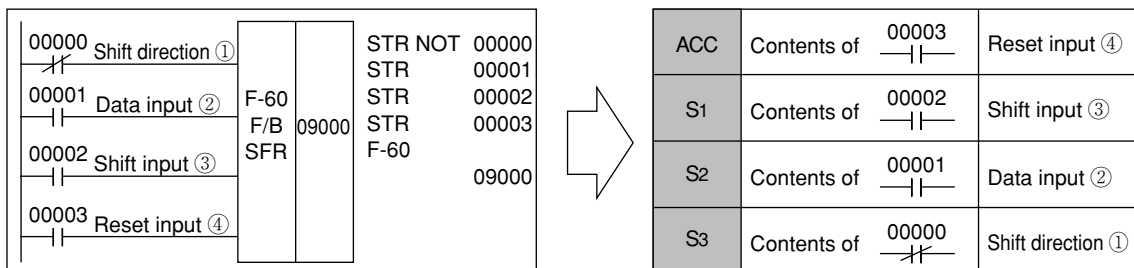 00000 Shift direction ①
00001 Data input ②
00002 Shift input ③
00003 Reset input ④
F-60
F/B
SFR
09000
STR NOT 00000
STR 00001
STR 00002
STR 00003
F-60
09000
ACC Contents of 00003 Reset input ④
S1 Contents of 00002 Shift input ③
S2 Contents of 00001 Data input ②
S3 Contents of 00000 Shift direction ①